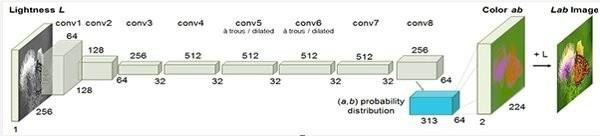 Lightness L
conv1
conv2
conv3
conv4
conv5
à trous / dilated
conv6
à trous / dilated
conv7
conv8
Color ab
Lab Image
64
128
256
512
512
512
512
256
+ L
256
128
64
32
32
32
32
32
64
224
(a,b) probability
distribution
313
2
1